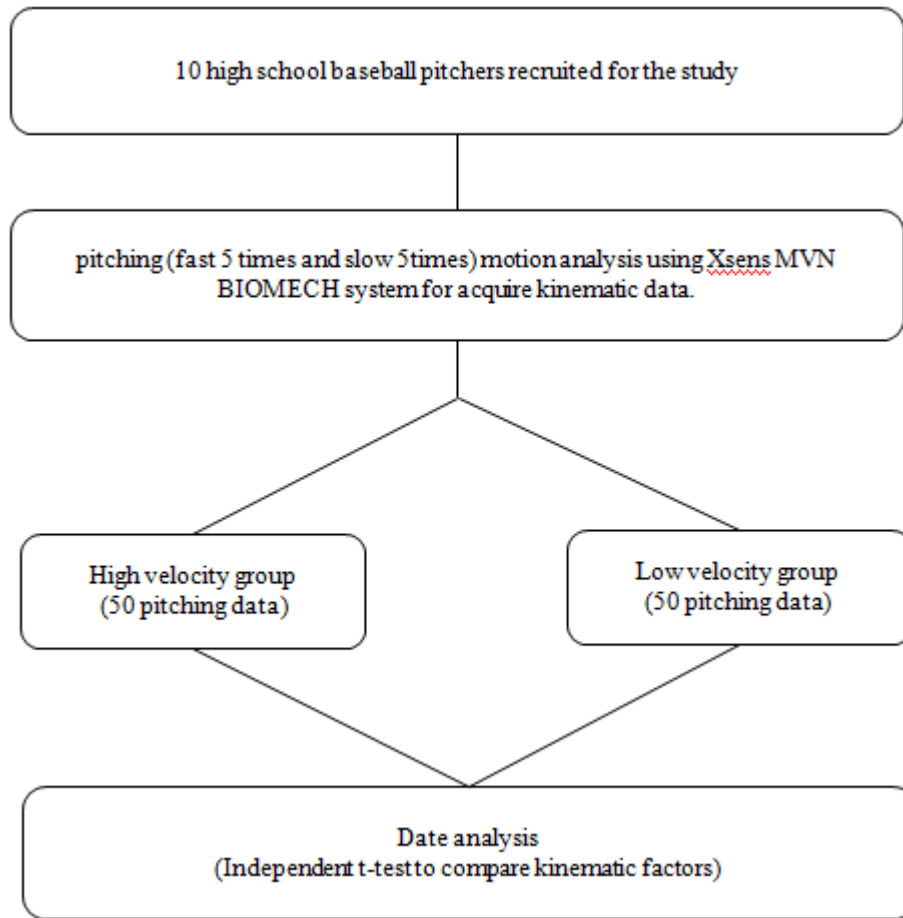 10 high school baseball pitchers recruited for the study
pitching (fast 5 times and slow 5times) motion analysis using Xsens MVN
BIOMECH system for acquire kinematic data.
High velocity group
(50 pitching data)
Low velocity group
(50 pitching data)
Date analysis
(Independent t-test to compare kinematic factors)